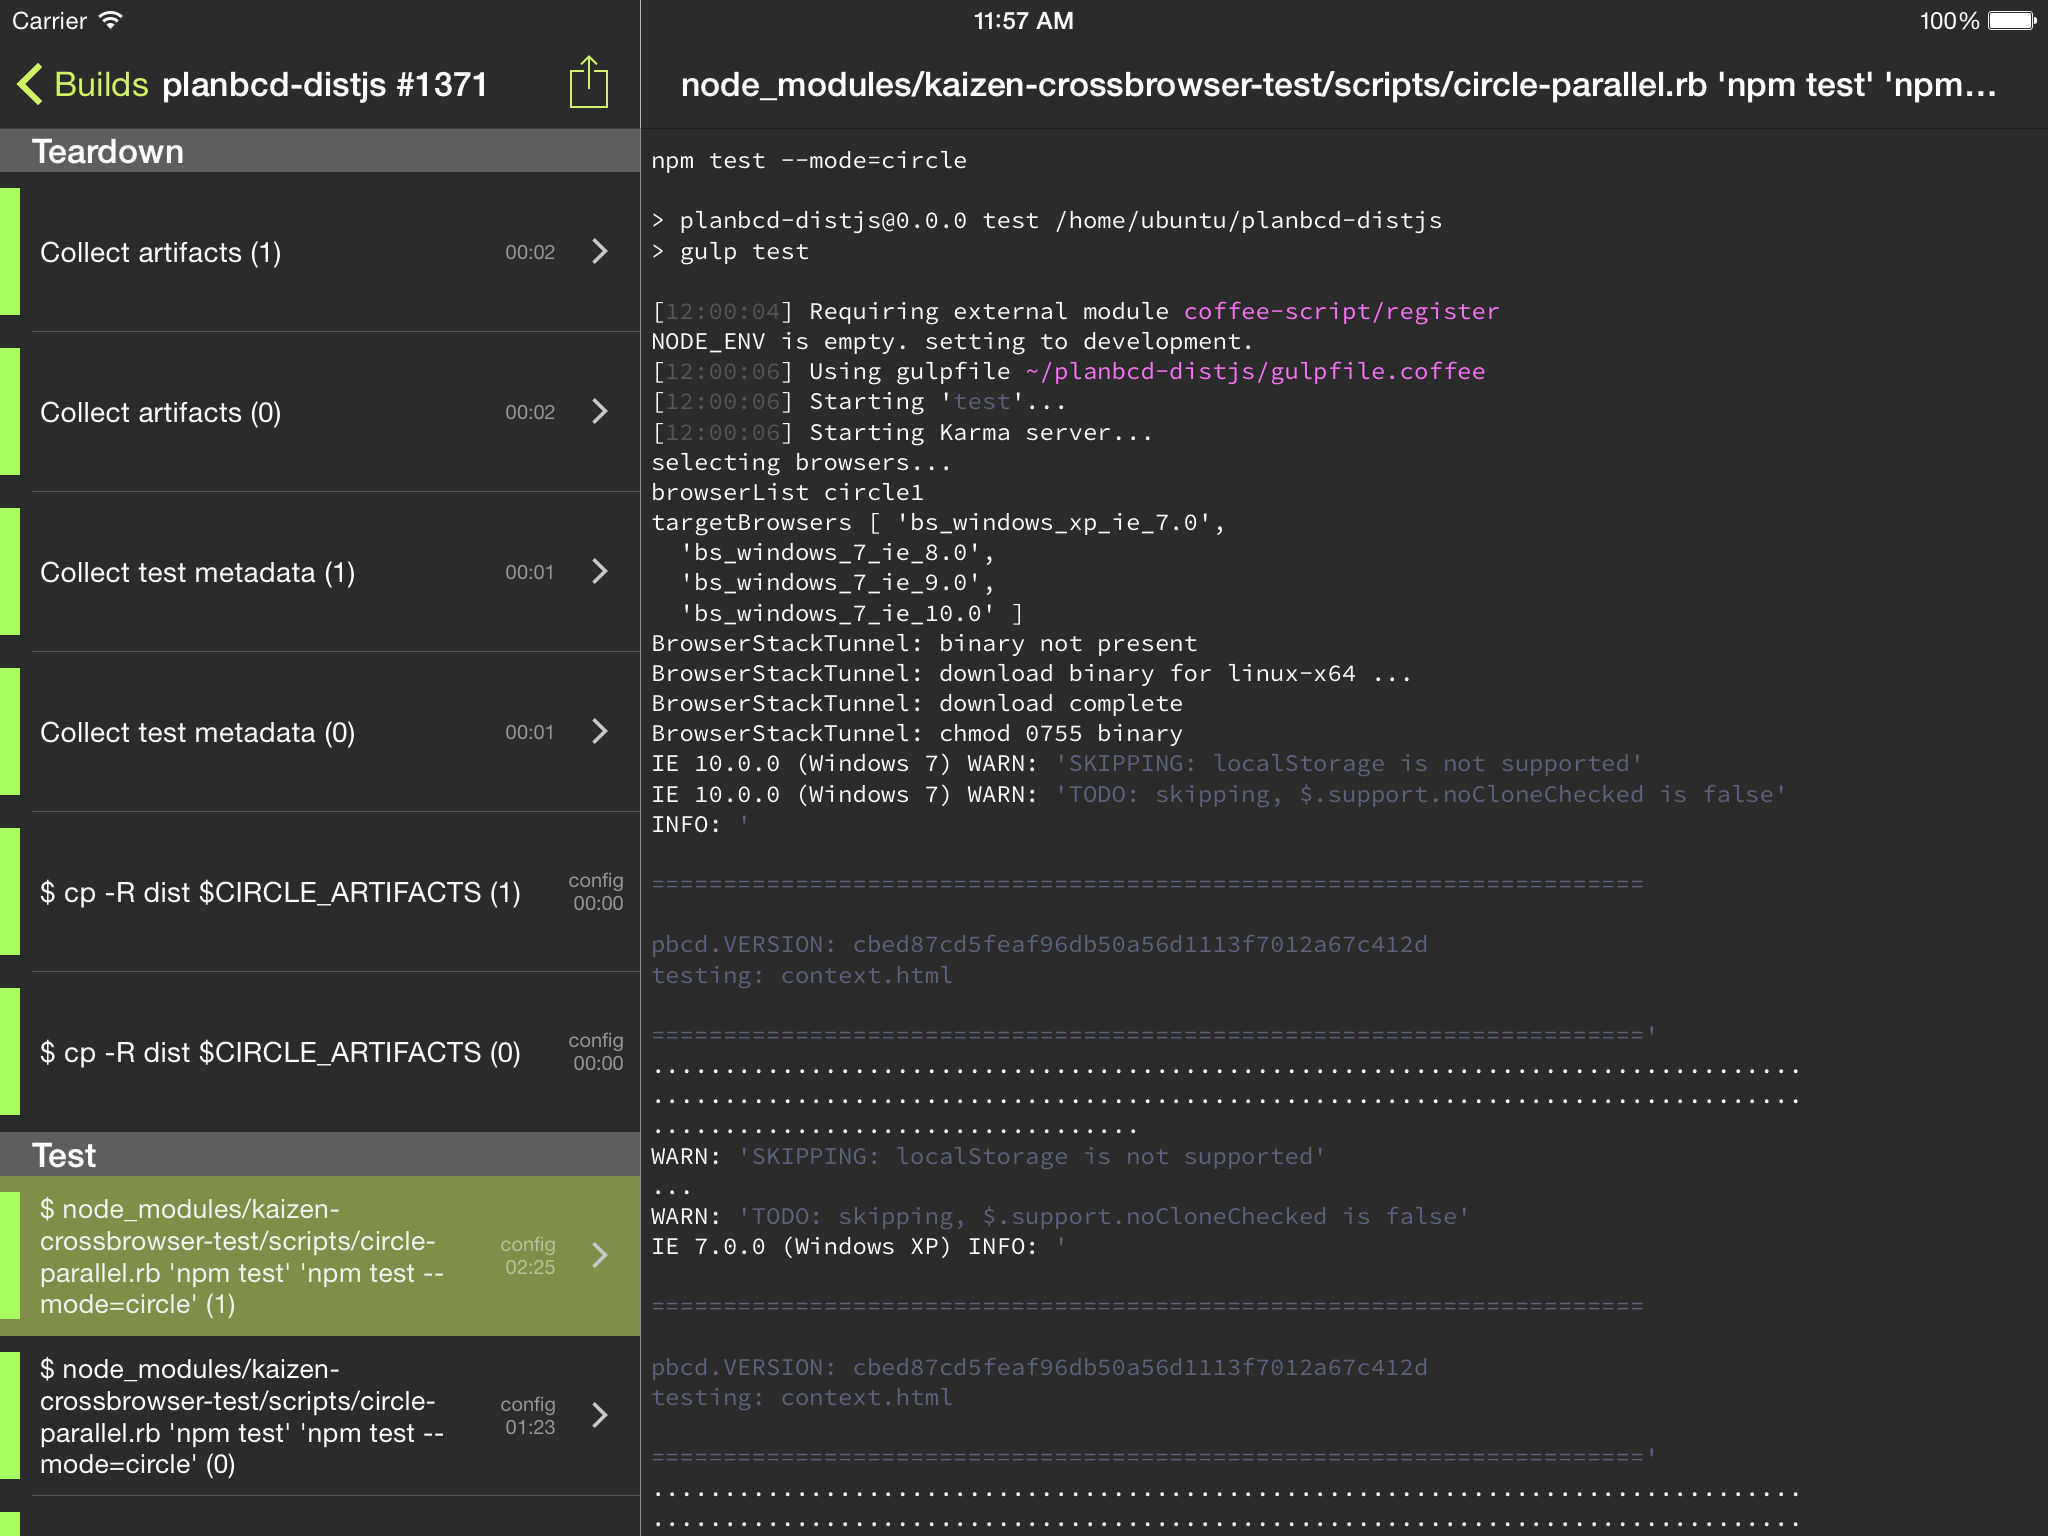 Carrier
11:57 AM
100%
Builds
planbcd-distjs #1371
Teardown
Collect artifacts (1)
00:02
Collect artifacts (0)
00:02
Collect test metadata (1)
00:01
Collect test metadata (0)
00:01
$ cp -R dist $CIRCLE_ARTIFACTS (1)
config
00:00
$ cp -R dist $CIRCLE_ARTIFACTS (0)
config
00:00
Test
$ node_modules/kaizen-
crossbrowser-test/scripts/circle-
parallel.rb 'npm test' 'npm test --
mode=circle' (1)
config
02:25
$ node_modules/kaizen-
crossbrowser-test/scripts/circle-
parallel.rb 'npm test' 'npm test --
mode=circle' (0)
config
01:23
node_modules/kaizen-crossbrowser-test/scripts/circle-parallel.rb 'npm test' 'npm...
npm test --mode=circle
> planbcd-distjs@0.0.0 test /home/ubuntu/planbcd-distjs
> gulp test
[12:00:04] Requiring external module coffee-script/register
NODE_ENV is empty. setting to development.
[12:00:06] Using gulpfile ~/planbcd-distjs/gulpfile.coffee
[12:00:06] Starting 'test'...
[12:00:06] Starting Karma server...
selecting browsers...
browserList circle1
targetBrowsers [ 'bs_windows_xp_ie_7.0',
'bs_windows_7_ie_8.0',
'bs_windows_7_ie_9.0',
'bs_windows_7_ie_10.0' ]
BrowserStackTunnel: binary not present
BrowserStackTunnel: download binary for linux-x64 ...
BrowserStackTunnel: download complete
BrowserStackTunnel: chmod 0755 binary
IE 10.0.0 (Windows 7) WARN: 'SKIPPING: localStorage is not supported'
IE 10.0.0 (Windows 7) WARN: 'TODO: skipping, $.support.noCloneChecked is false'
INFO: '
=====================================================================
pbcd.VERSION: cbed87cd5feaf96db50a56d1113f7012a67c412d
testing: context.html
====================================================================='
................................................................................
................................................................................
..................................
WARN: 'SKIPPING: localStorage is not supported'
...
WARN: 'TODO: skipping, $.support.noCloneChecked is false'
IE 7.0.0 (Windows XP) INFO: '
=====================================================================
pbcd.VERSION: cbed87cd5feaf96db50a56d1113f7012a67c412d
testing: context.html
====================================================================='
................................................................................
................................................................................